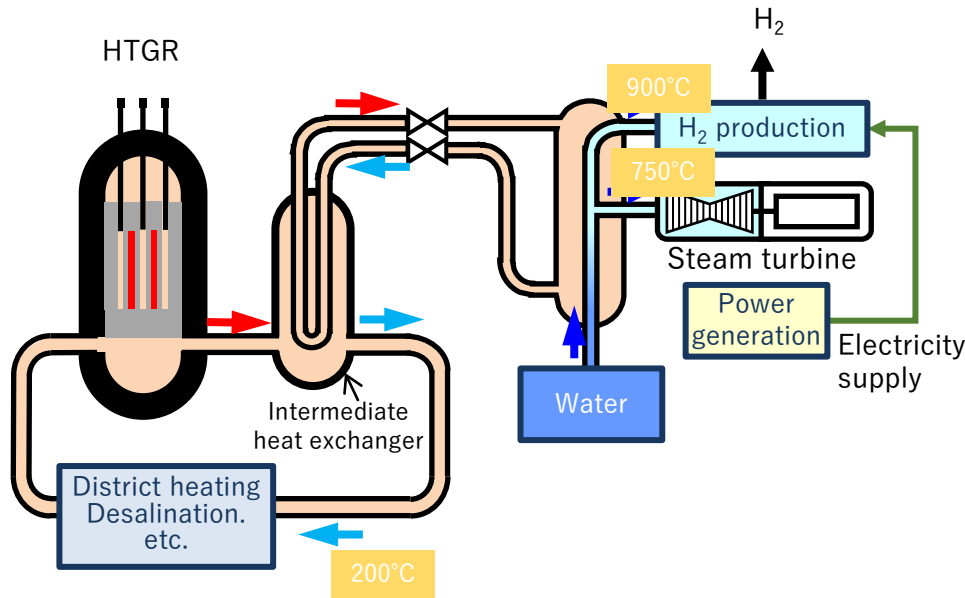 H₂
HTGR
900°C
H₂ production
750°C
Steam turbine
Power
generation
Electricity
supply
Water
Intermediate
heat exchanger
District heating
Desalination.
etc.
200°C